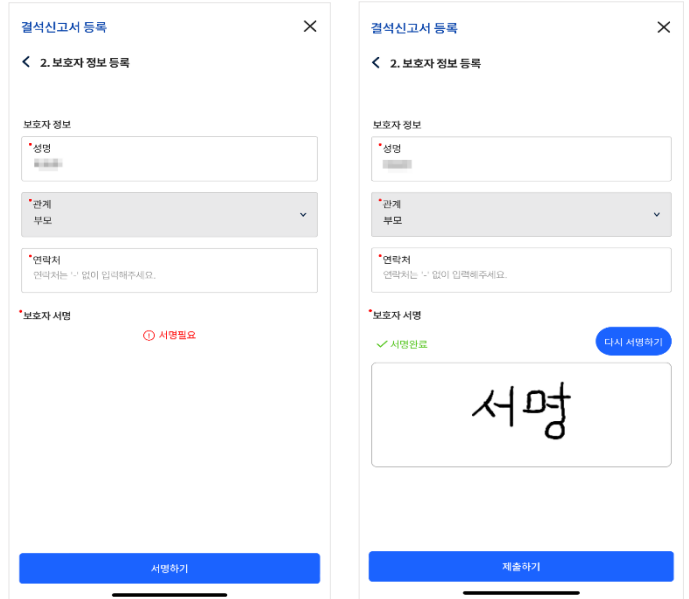 결석신고서 등록
2. 보호자 정보 등록
보호자 정보
*성명
*관계
부모
*연락처
연락처는 '-' 없이 입력해주세요.
*보호자 서명
서명필요
서명하기
결석신고서 등록
2. 보호자 정보 등록
보호자 정보
*성명
*관계
부모
*연락처
연락처는 '-' 없이 입력해주세요.
*보호자 서명
서명완료
다시 서명하기
서명
제출하기